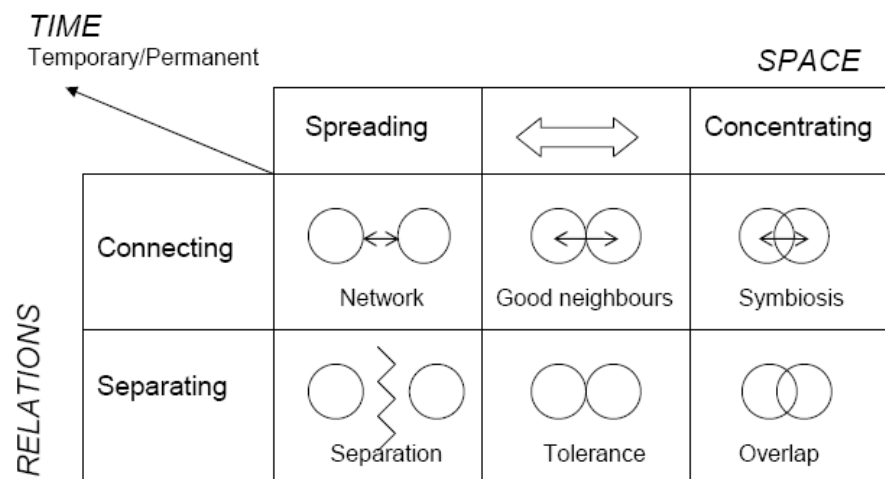 TIME
Temporary/Permanent
SPACE
Spreading
Concentrating
Connecting
Network
Good neighbours
Symbiosis
RELATIONS
Separating
Separation
Tolerance
Overlap